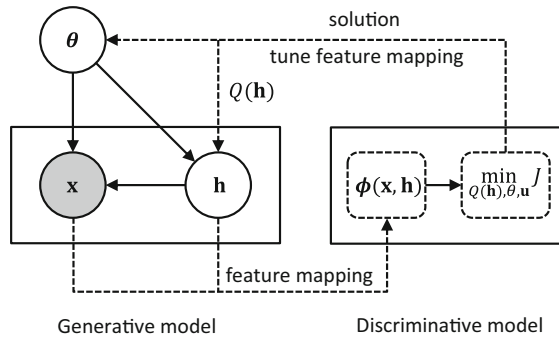 solution
θ
tune feature mapping
Q(h)
x
h
ϕ(x, h)
min J
Q(h),θ,u
feature mapping
Generative model
Discriminative model